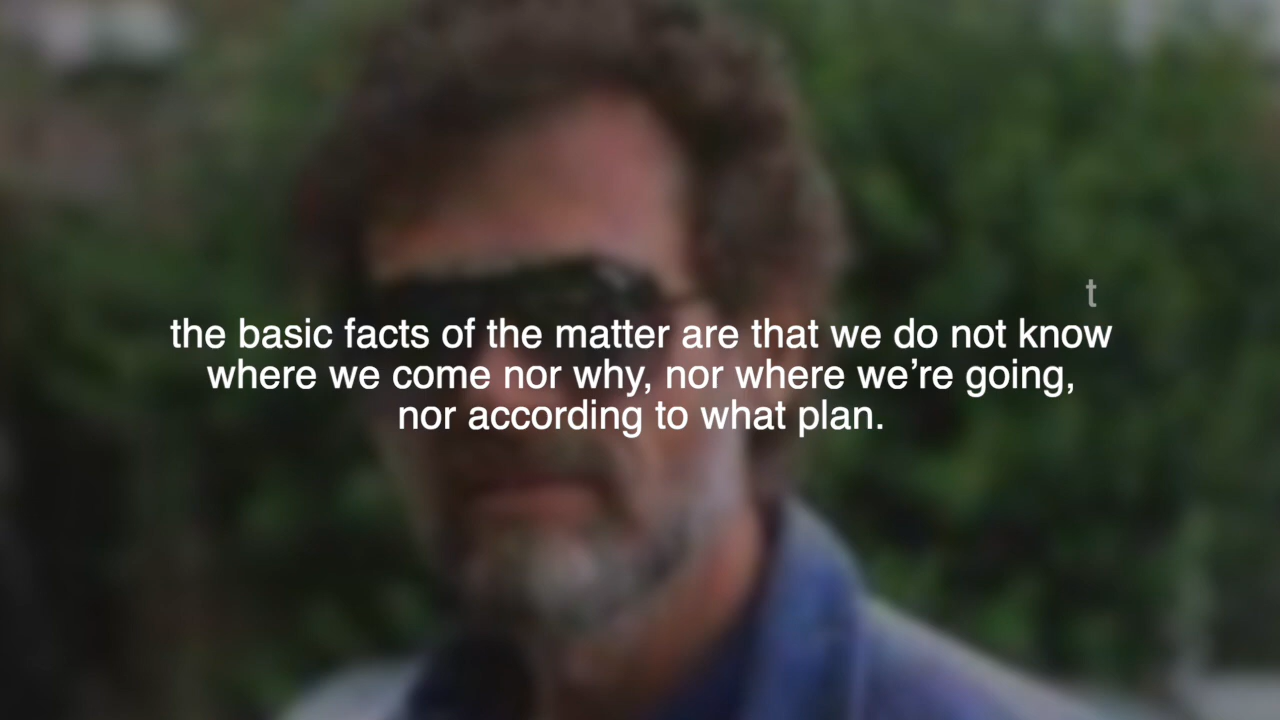 t
the basic facts of the matter are that we do not know
where we come nor why, nor where we’re going,
nor according to what plan.